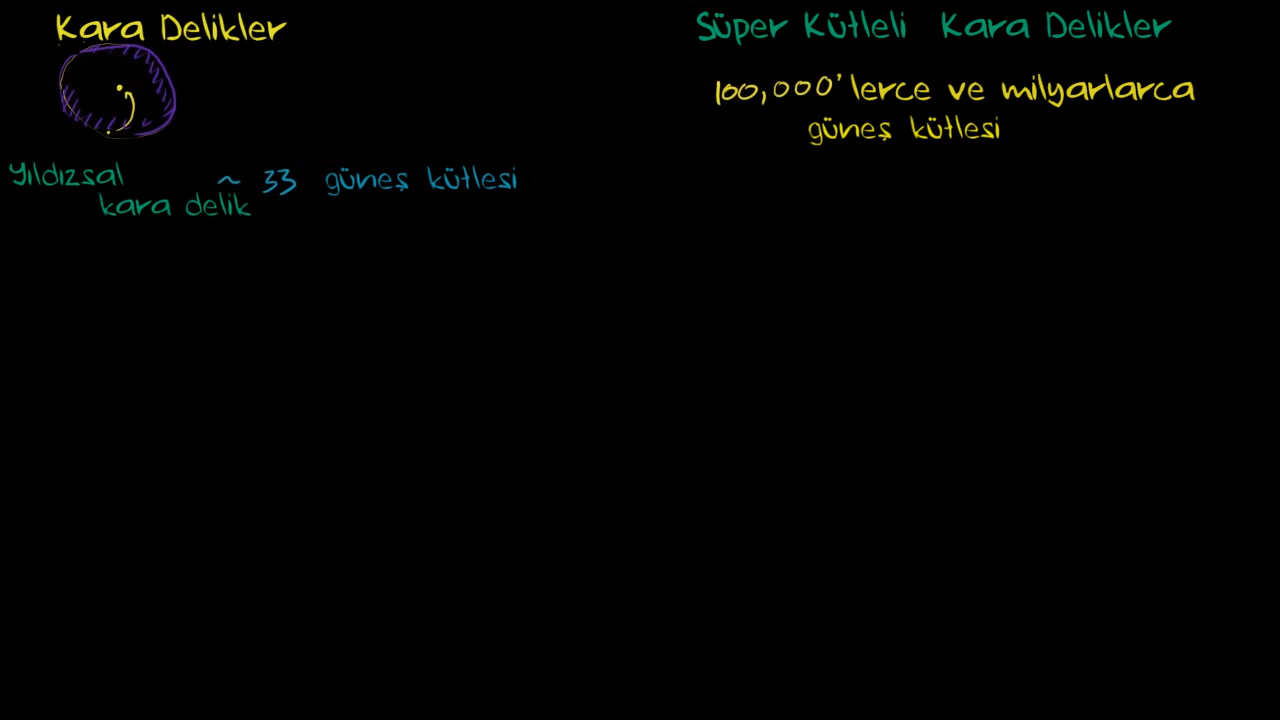 Kara Delikler
Yıldızsal
kara delik
~ 33 güneş kütlesi
Süper Kütleli Kara Delikler
100,000'lerce ve milyarlarca
güneş kütlesi